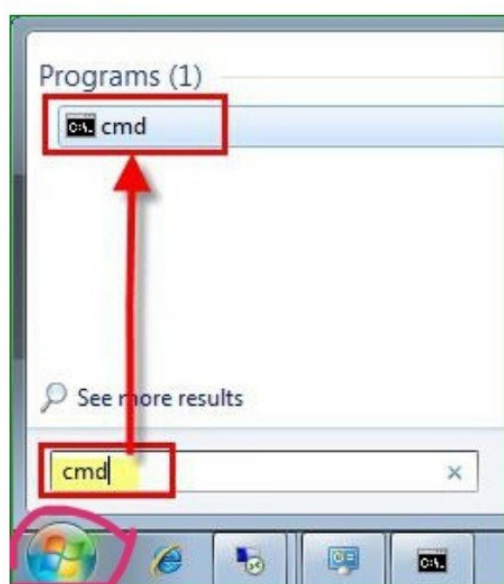 Programs (1)
C:\. cmd
See more results
cmd
C:\.